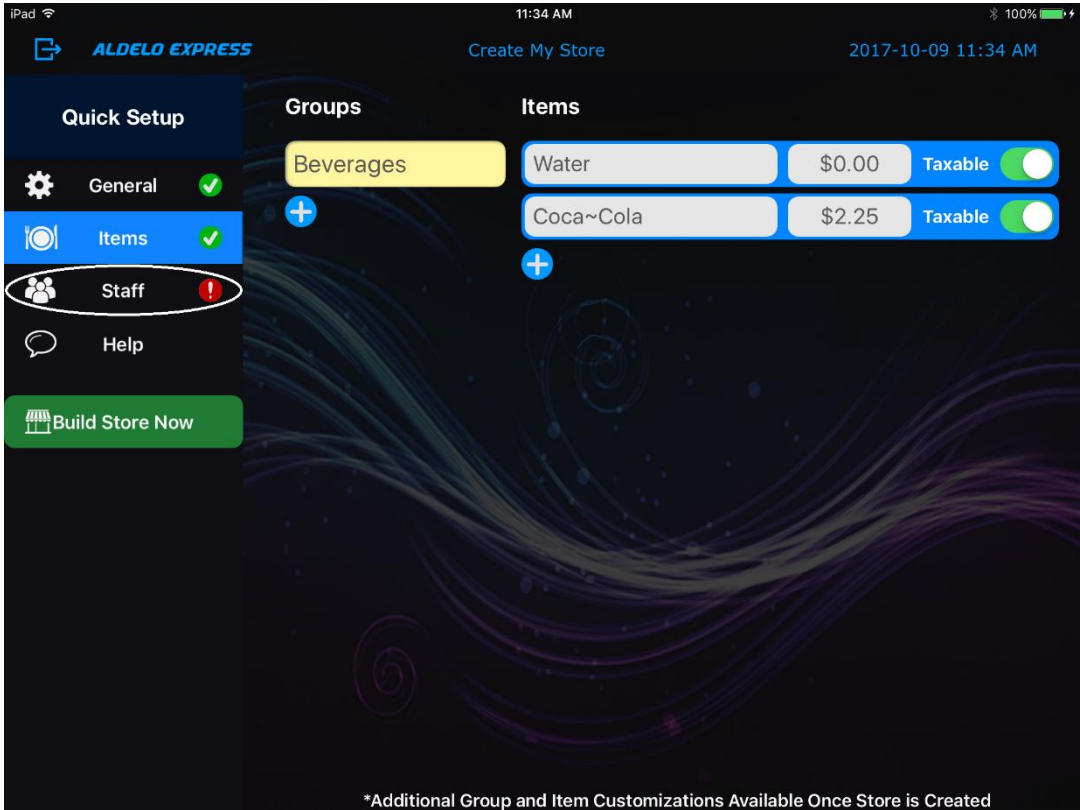 iPad 11:34 AM 100%
ALDELO EXPRESS Create My Store 2017-10-09 11:34 AM
Quick Setup
General
Items
Staff
Help
Build Store Now
Groups
Beverages
Items
Water $0.00 Taxable
Coca~Cola $2.25 Taxable
*Additional Group and Item Customizations Available Once Store is Created